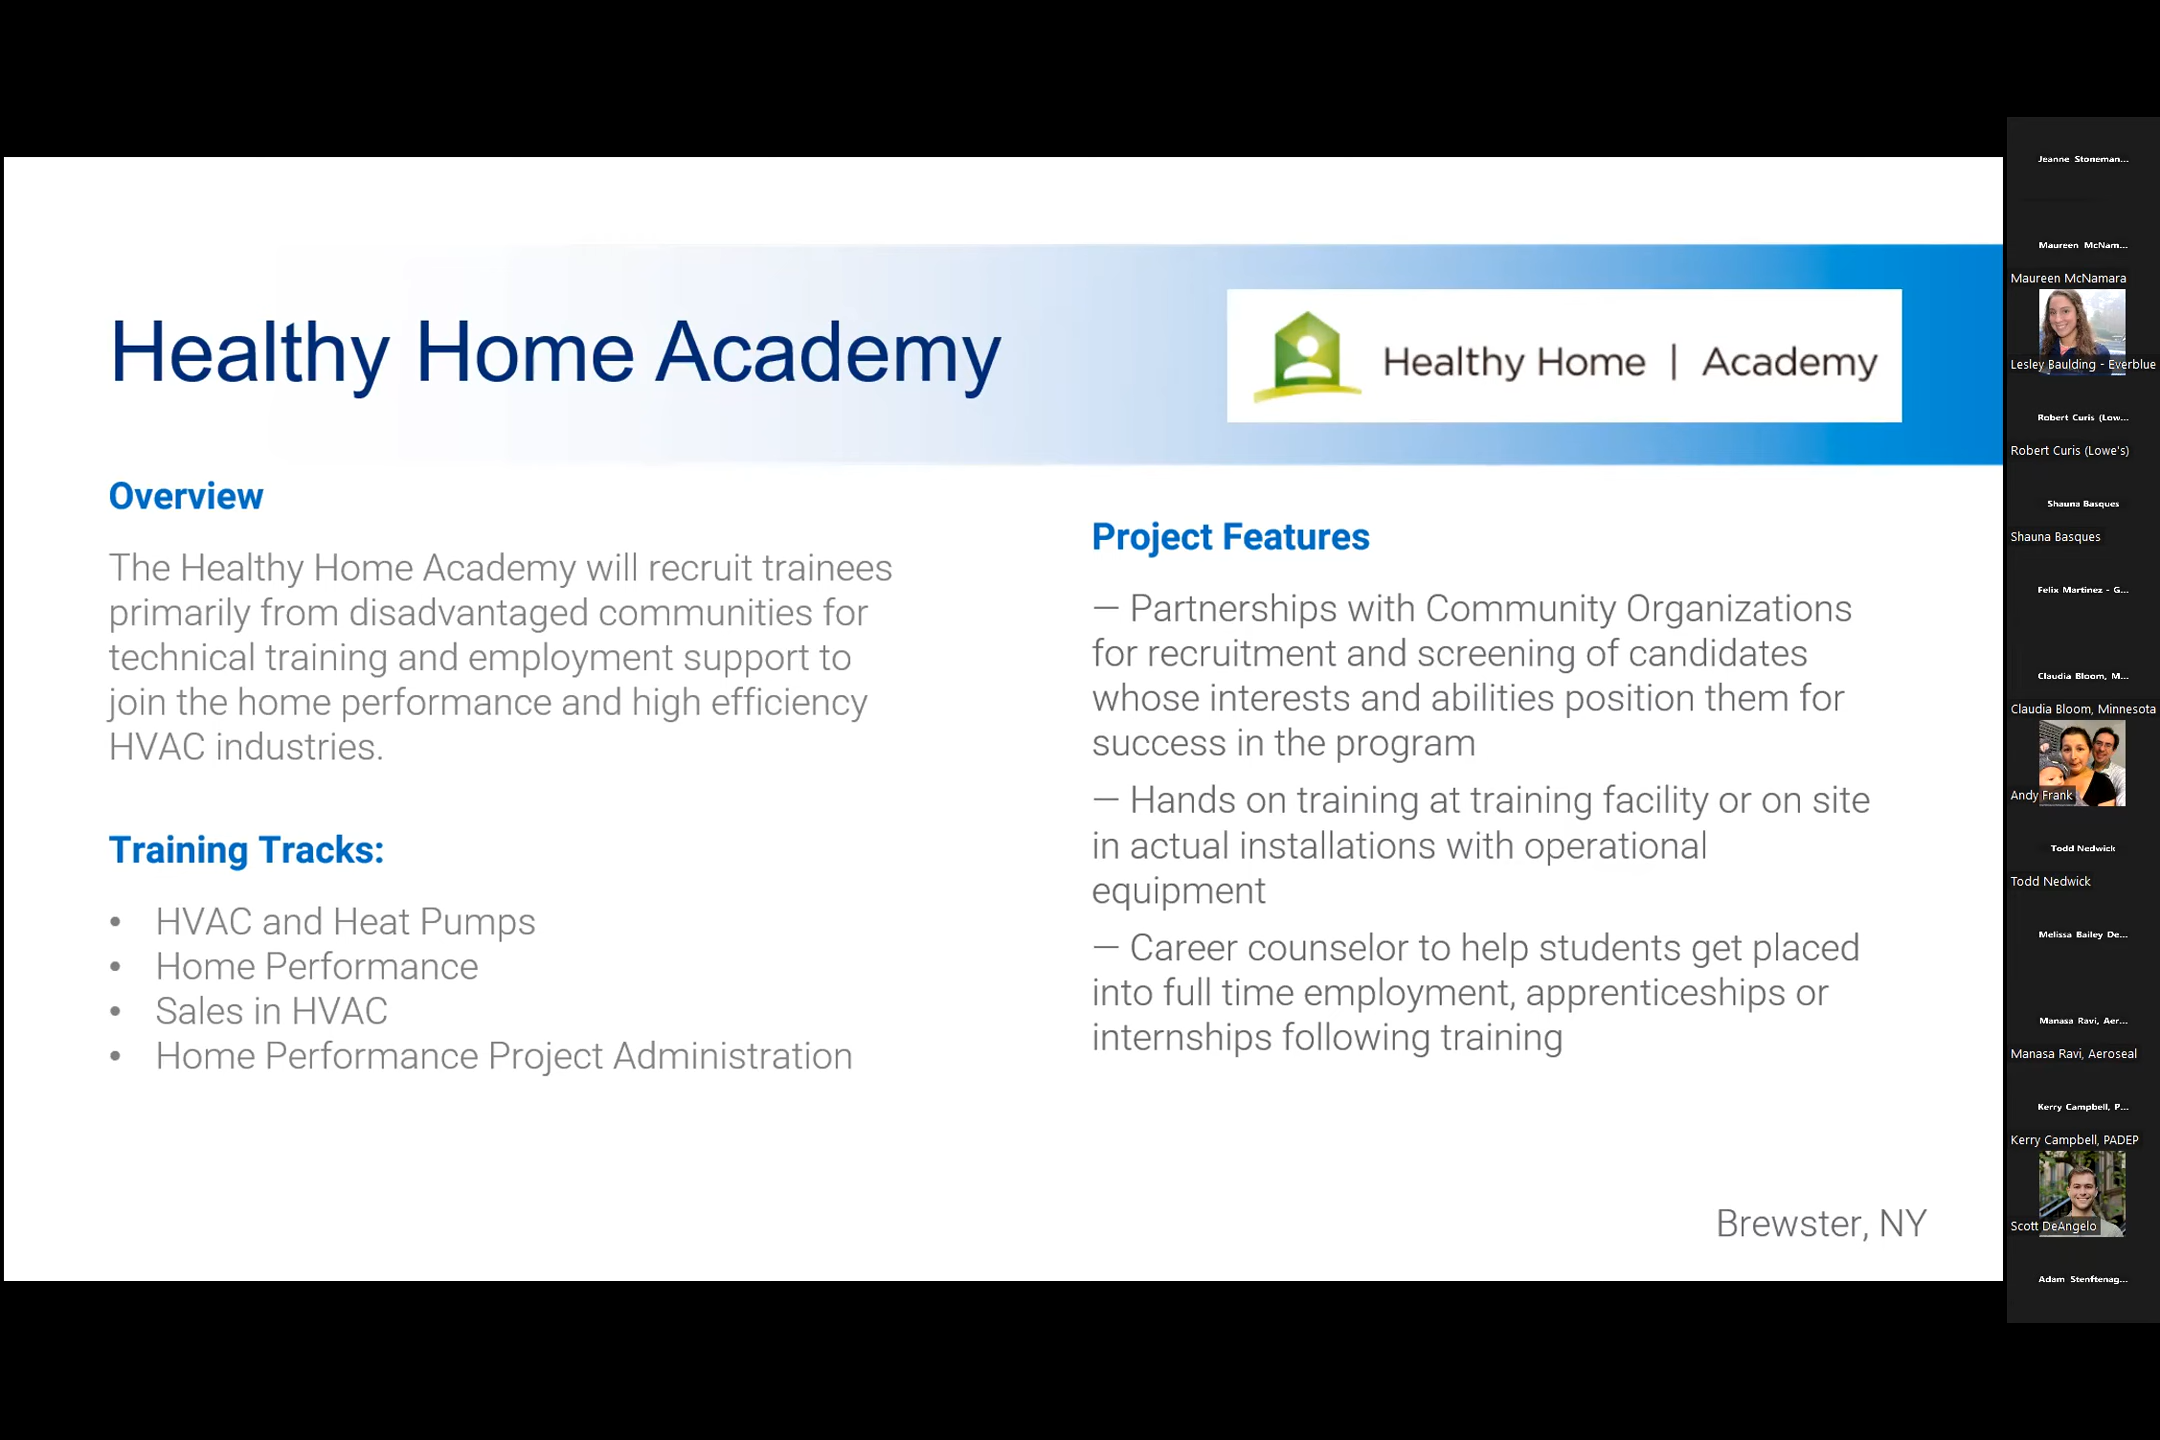 Healthy Home Academy
Healthy Home | Academy
Overview
The Healthy Home Academy will recruit trainees
primarily from disadvantaged communities for
technical training and employment support to
join the home performance and high efficiency
HVAC industries.
Training Tracks:
• HVAC and Heat Pumps
• Home Performance
• Sales in HVAC
• Home Performance Project Administration
Project Features
— Partnerships with Community Organizations
for recruitment and screening of candidates
whose interests and abilities position them for
success in the program
— Hands on training at training facility or on site
in actual installations with operational
equipment
— Career counselor to help students get placed
into full time employment, apprenticeships or
internships following training
Brewster, NY
Jeanne Stoneman...
Maureen McNam...
Maureen McNamara
Lesley Baulding - Everblue
Robert Curis (Low...
Robert Curis (Lowe's)
Shauna Basques
Shauna Basques
Felix Martinez - G...
Claudia Bloom, M...
Claudia Bloom, Minnesota
Andy Frank
Todd Nedwick
Todd Nedwick
Melissa Bailey De...
Manasa Ravi, Aer...
Manasa Ravi, Aeroseal
Kerry Campbell, P...
Kerry Campbell, PADEP
Scott DeAngelo
Adam Stenftenag...